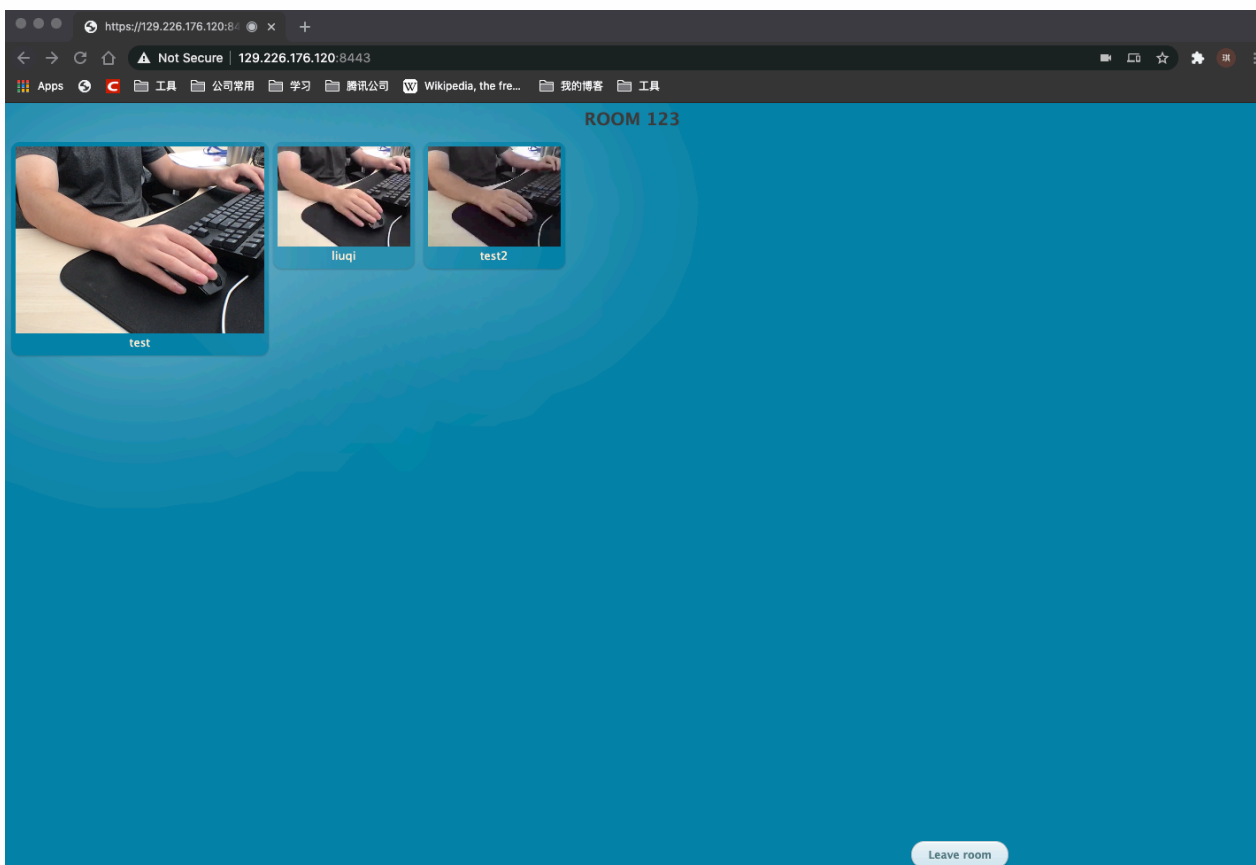 https://129.226.176.120:84
Not Secure | 129.226.176.120:8443
Apps 工具 公司常用 学习 腾讯公司 W Wikipedia, the fre... 我的博客 工具
ROOM 123
liuqi test2
test
Leave room